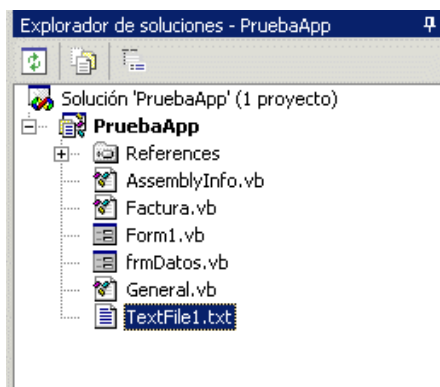 Explorador de soluciones - PruebaApp
Solución 'PruebaApp' (1 proyecto)
PruebaApp
References
AssemblyInfo.vb
Factura.vb
Form1.vb
frmDatos.vb
General.vb
TextFile1.txt